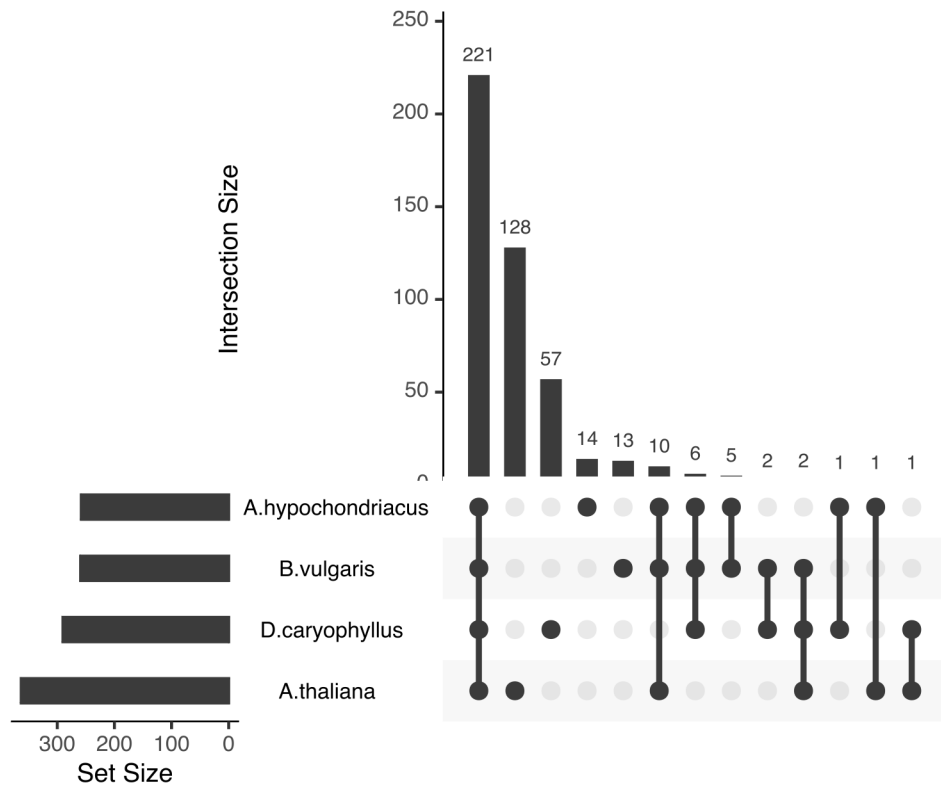 250
221
200
150
128
Intersection Size
100
57
50
14
13
10
6
5
2
2
1
1
1
0
A.hypochondriacus
B.vulgaris
D.caryophyllus
A.thaliana
300 200 100 0
Set Size